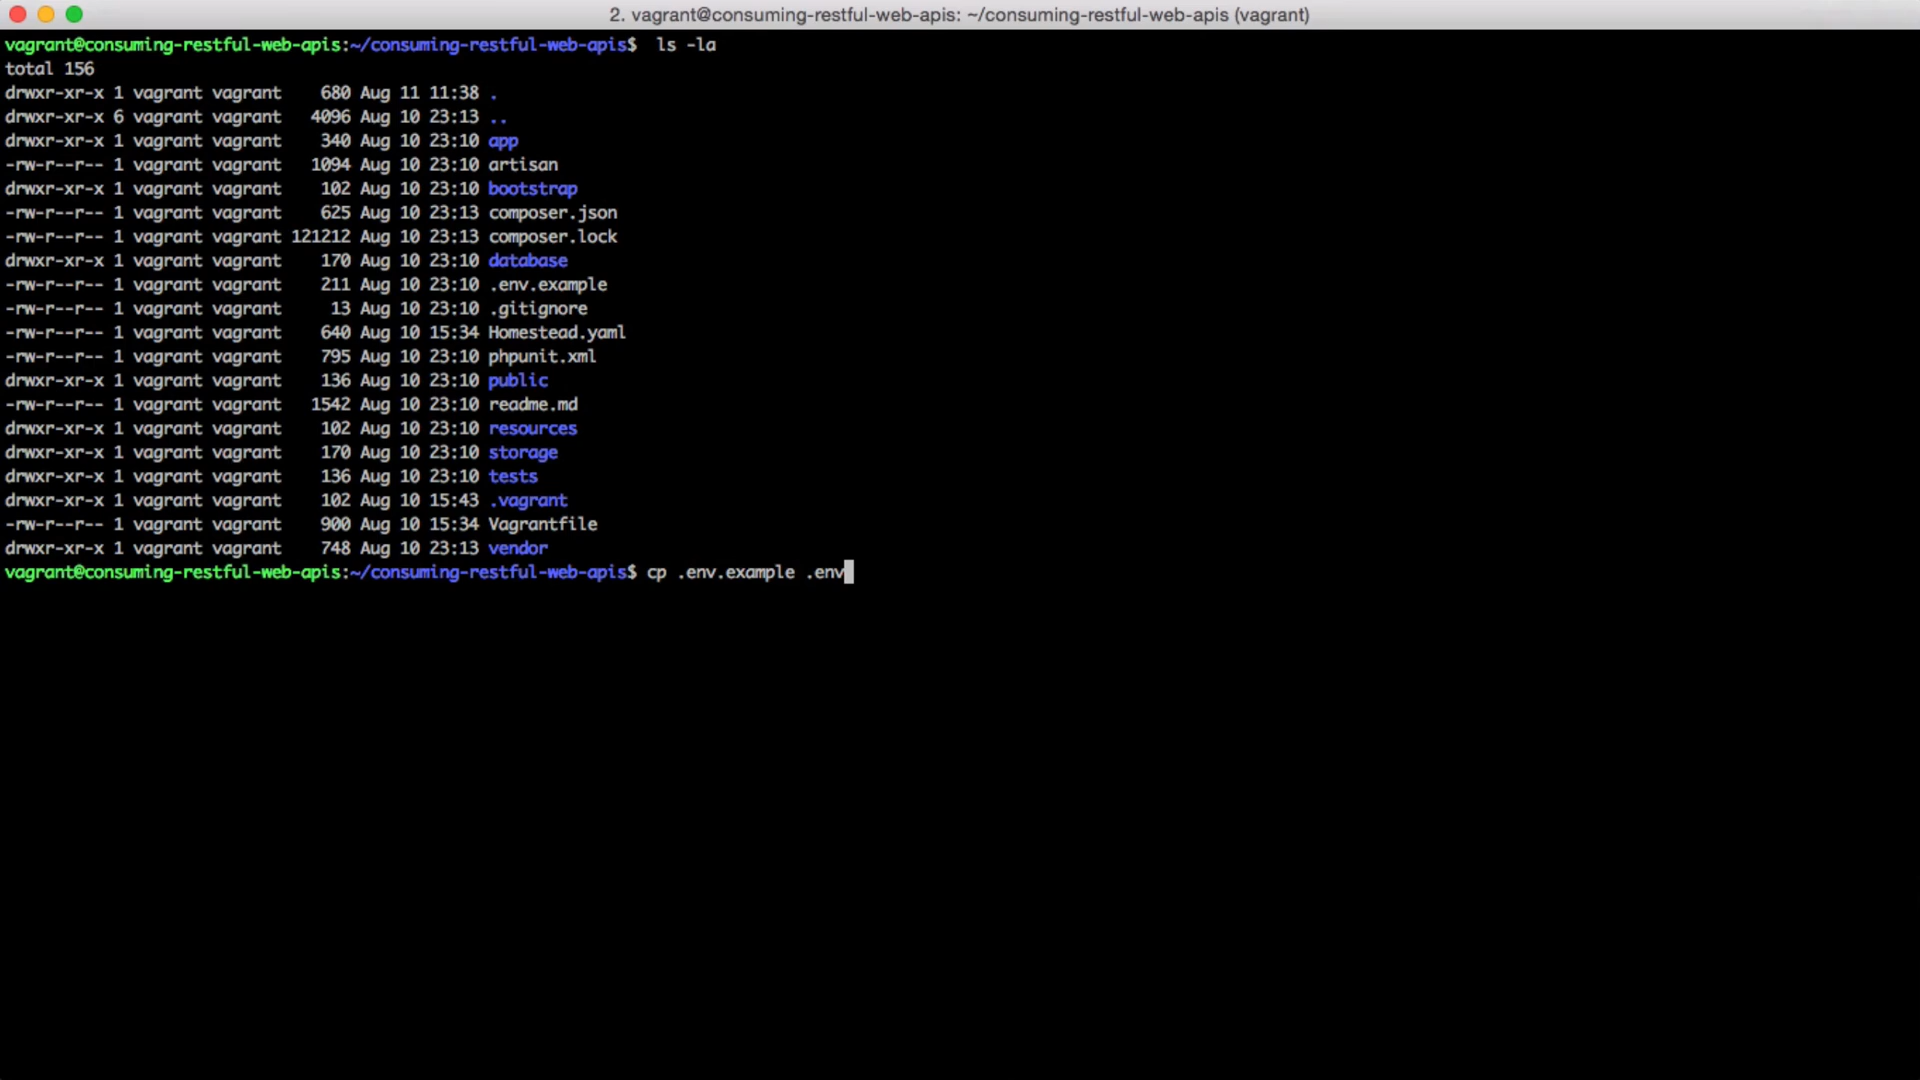 2. vagrant@consuming-restful-web-apis: ~/consuming-restful-web-apis (vagrant)
vagrant@consuming-restful-web-apis:~/consuming-restful-web-apis$  ls -la
total 156
drwxr-xr-x 1 vagrant vagrant    680 Aug 11 11:38 .
drwxr-xr-x 6 vagrant vagrant   4096 Aug 10 23:13 ..
drwxr-xr-x 1 vagrant vagrant    340 Aug 10 23:10 app
-rw-r--r-- 1 vagrant vagrant   1094 Aug 10 23:10 artisan
drwxr-xr-x 1 vagrant vagrant    102 Aug 10 23:10 bootstrap
-rw-r--r-- 1 vagrant vagrant    625 Aug 10 23:13 composer.json
-rw-r--r-- 1 vagrant vagrant 121212 Aug 10 23:13 composer.lock
drwxr-xr-x 1 vagrant vagrant    170 Aug 10 23:10 database
-rw-r--r-- 1 vagrant vagrant    211 Aug 10 23:10 .env.example
-rw-r--r-- 1 vagrant vagrant     13 Aug 10 23:10 .gitignore
-rw-r--r-- 1 vagrant vagrant    640 Aug 10 15:34 Homestead.yaml
-rw-r--r-- 1 vagrant vagrant    795 Aug 10 23:10 phpunit.xml
drwxr-xr-x 1 vagrant vagrant    136 Aug 10 23:10 public
-rw-r--r-- 1 vagrant vagrant   1542 Aug 10 23:10 readme.md
drwxr-xr-x 1 vagrant vagrant    102 Aug 10 23:10 resources
drwxr-xr-x 1 vagrant vagrant    170 Aug 10 23:10 storage
drwxr-xr-x 1 vagrant vagrant    136 Aug 10 23:10 tests
drwxr-xr-x 1 vagrant vagrant    102 Aug 10 15:43 .vagrant
-rw-r--r-- 1 vagrant vagrant    900 Aug 10 15:34 Vagrantfile
drwxr-xr-x 1 vagrant vagrant    748 Aug 10 23:13 vendor
vagrant@consuming-restful-web-apis:~/consuming-restful-web-apis$ cp .env.example .env